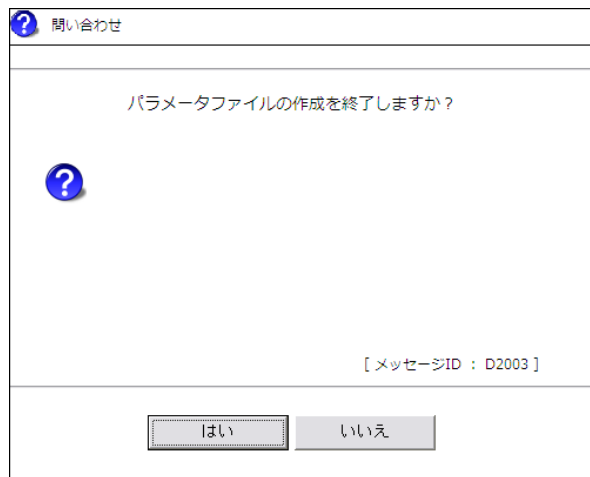 問い合わせ
パラメータファイルの作成を終了しますか？
[ メッセージID ： D2003 ]
はい
いいえ